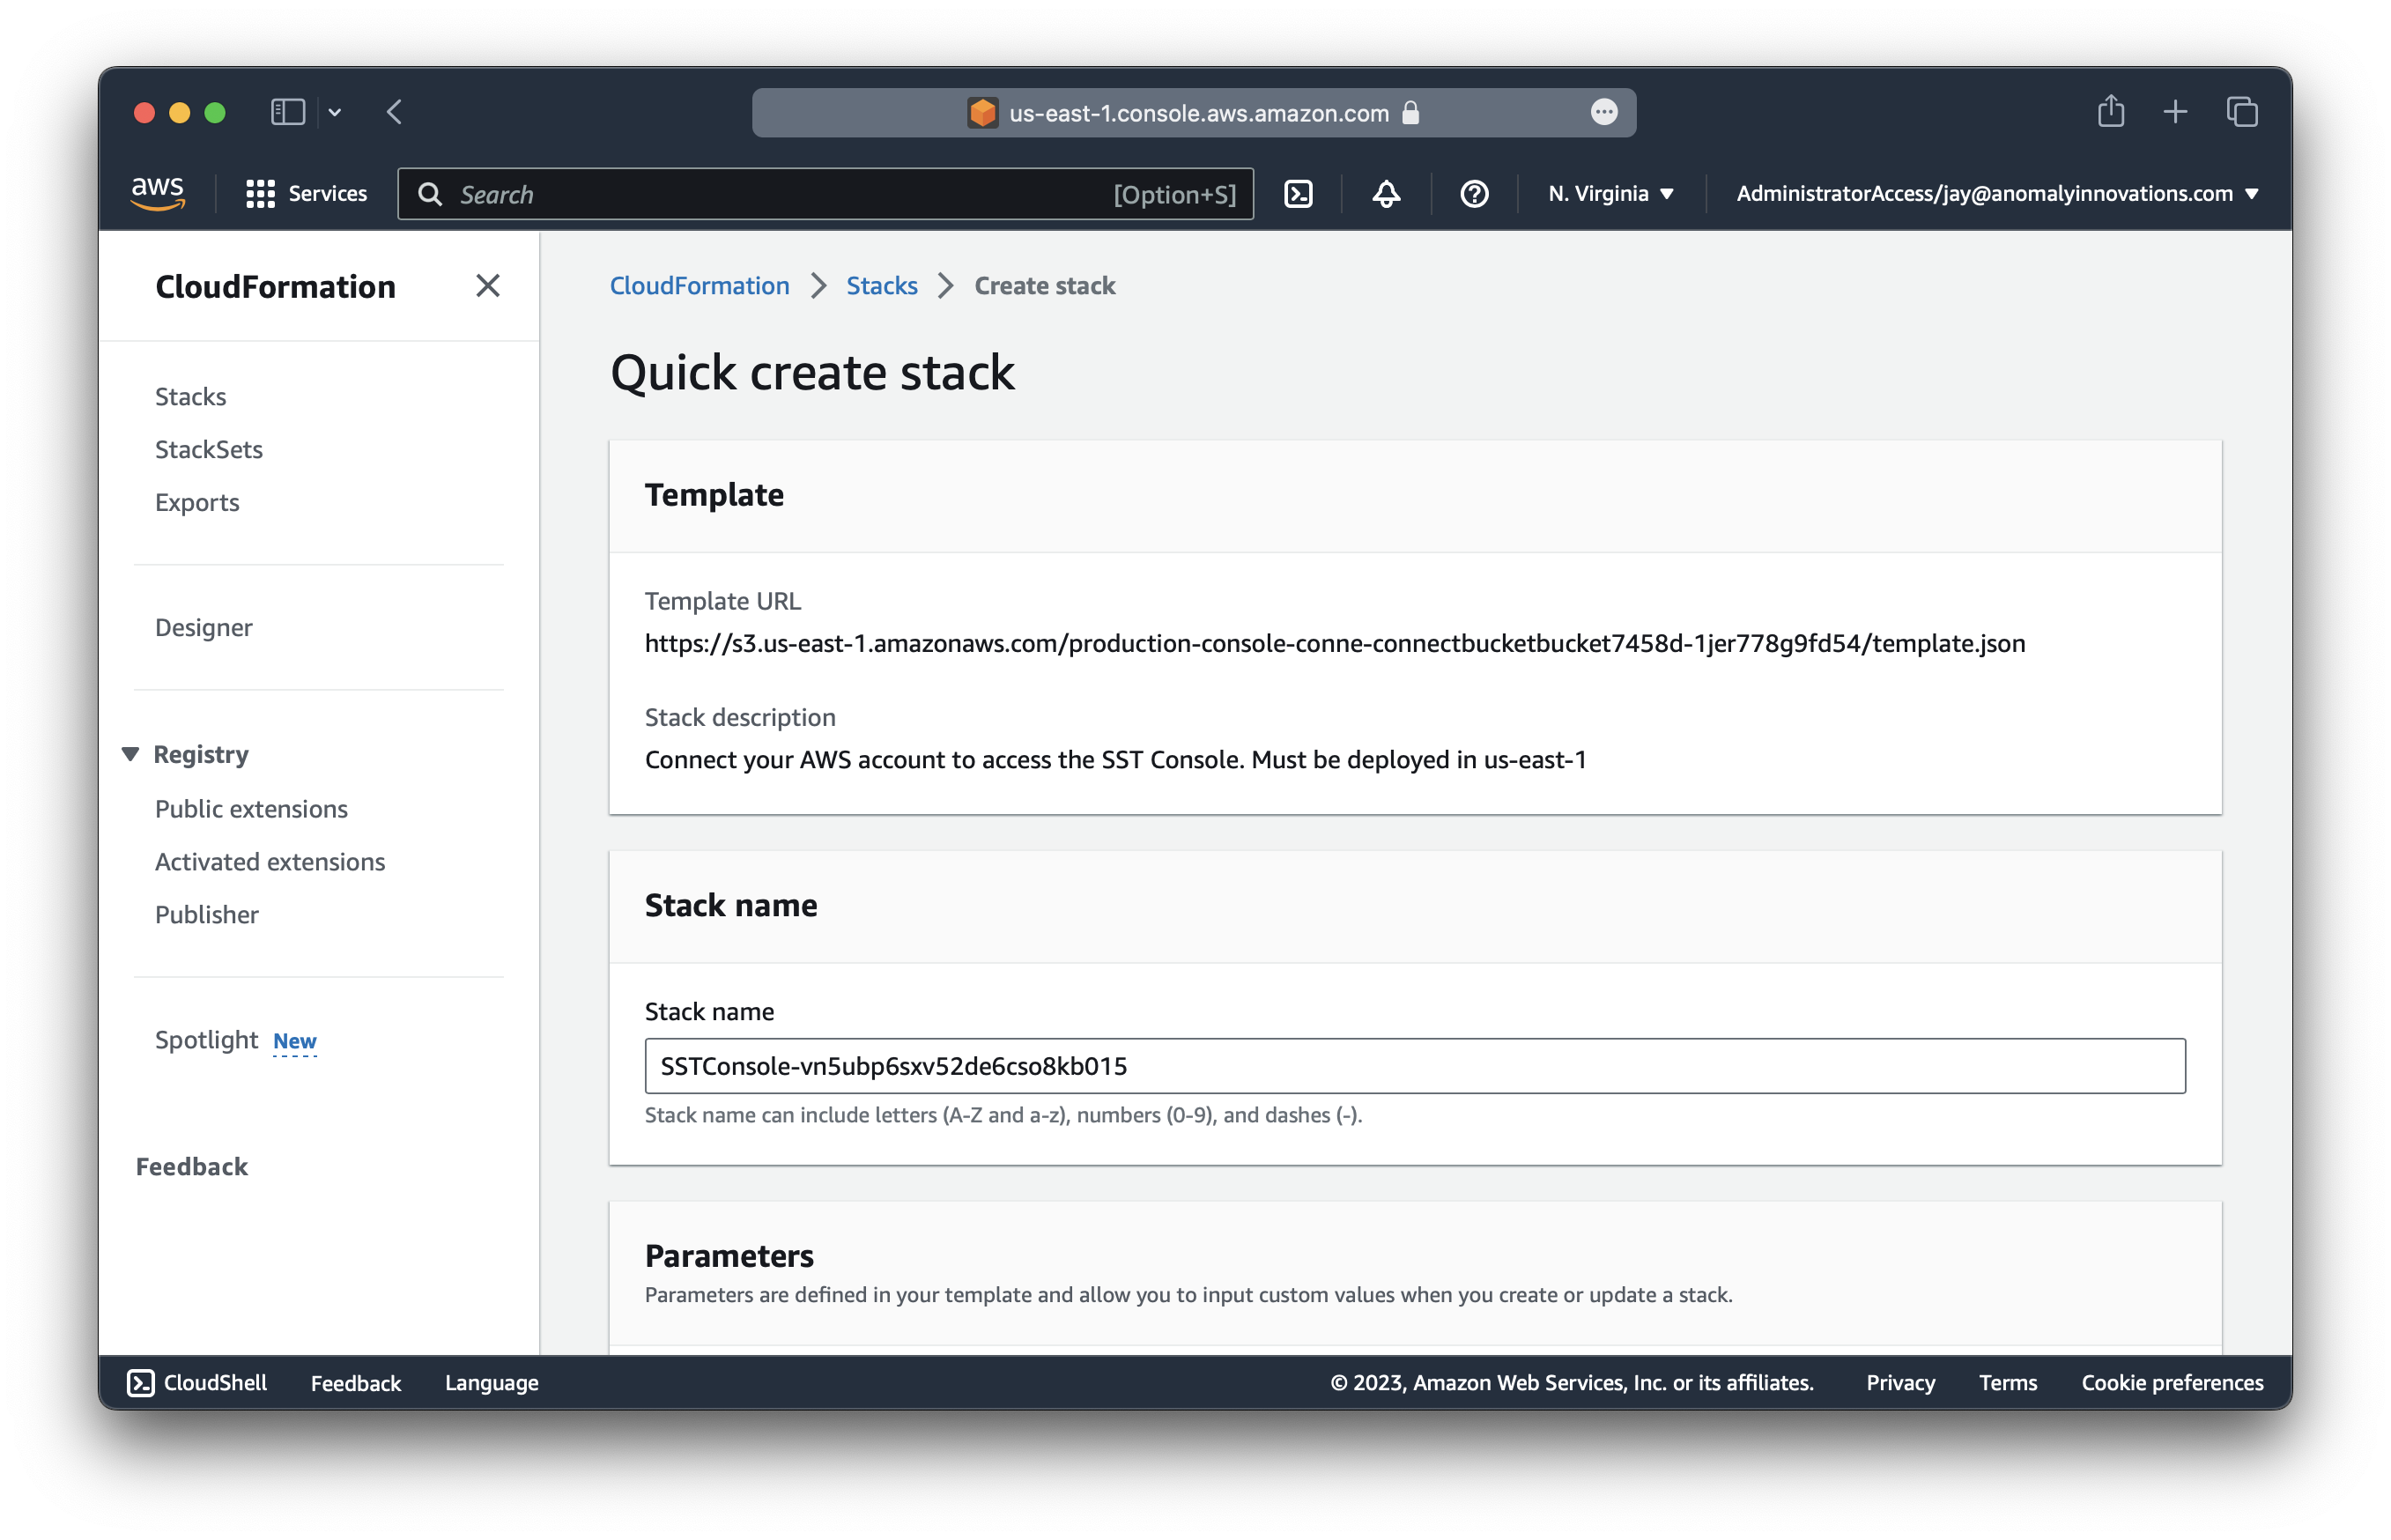 us-east-1.console.aws.amazon.com
aws
Services
Search
[Option+S]
N. Virginia
AdministratorAccess/jay@anomalyinnovations.com
CloudFormation
Stacks
StackSets
Exports
Designer
Registry
Public extensions
Activated extensions
Publisher
Spotlight New
Feedback
CloudFormation
Stacks
Create stack
Quick create stack
Template
Template URL
https://s3.us-east-1.amazonaws.com/production-console-conne-connectbucketbucket7458d-1jer778g9fd54/template.json
Stack description
Connect your AWS account to access the SST Console. Must be deployed in us-east-1
Stack name
Stack name
SSTConsole-vn5ubp6sxv52de6cso8kb015
Stack name can include letters (A-Z and a-z), numbers (0-9), and dashes (-).
Parameters
Parameters are defined in your template and allow you to input custom values when you create or update a stack.
CloudShell
Feedback
Language
© 2023, Amazon Web Services, Inc. or its affiliates.
Privacy
Terms
Cookie preferences